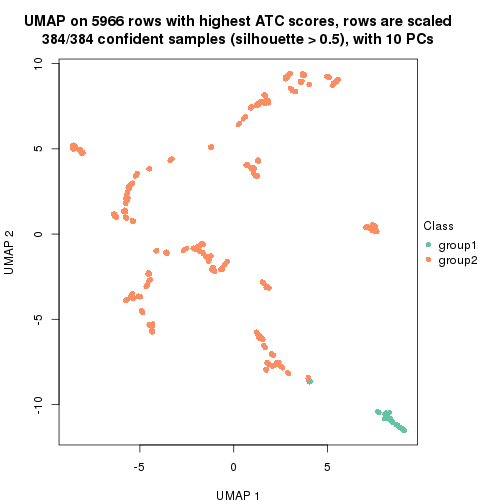 UMAP on 5966 rows with highest ATC scores, rows are scaled
384/384 confident samples (silhouette > 0.5), with 10 PCs
10
5
0
-5
-10
UMAP 2
-5
0
5
UMAP 1
Class
group1
group2